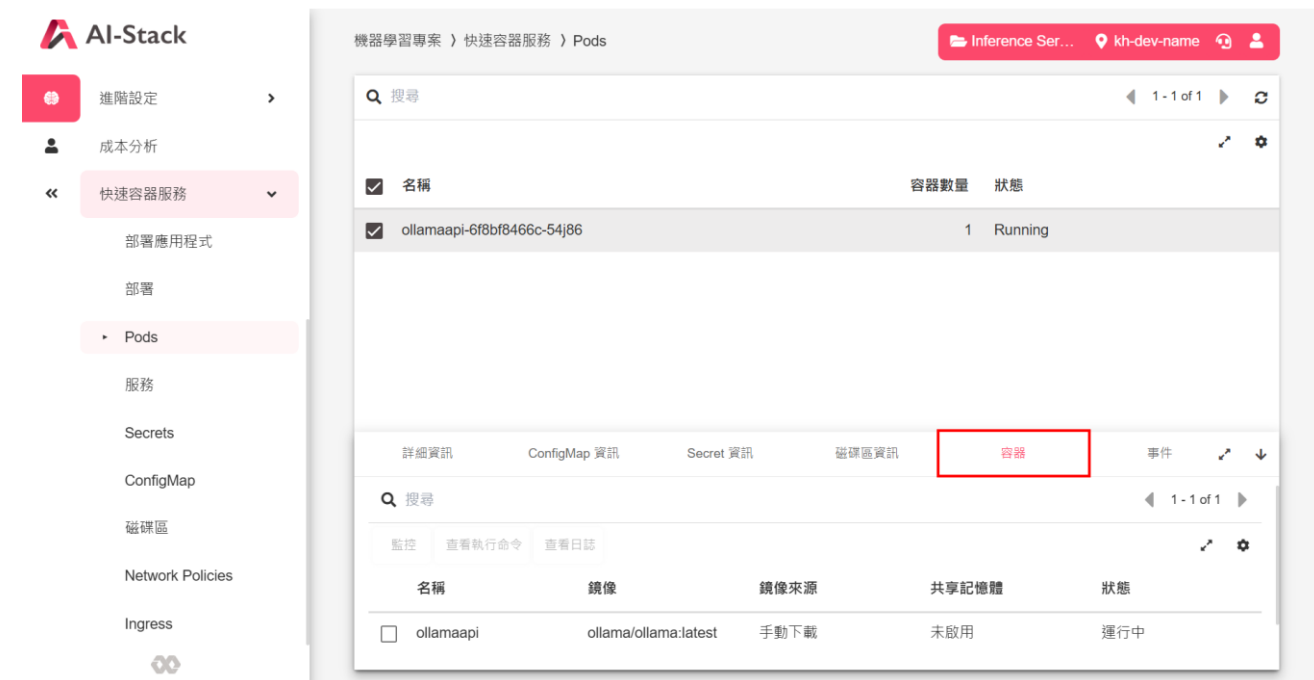 AI-Stack
機器學習專案 〉快速容器服務 〉Pods
Inference Ser...
kh-dev-name
進階設定
成本分析
快速容器服務
部署應用程式
部署
Pods
服務
Secrets
ConfigMap
磁碟區
Network Policies
Ingress
搜尋
1 - 1 of 1
名稱 容器數量 狀態
ollamaapi-6f8bf8466c-54j86 1 Running
詳細資訊 ConfigMap 資訊 Secret 資訊 磁碟區資訊 容器 事件
搜尋
1 - 1 of 1
監控 查看執行命令 查看日誌
名稱 鏡像 鏡像來源 共享記憶體 狀態
ollamaapi ollama/ollama:latest 手動下載 未啟用 運行中